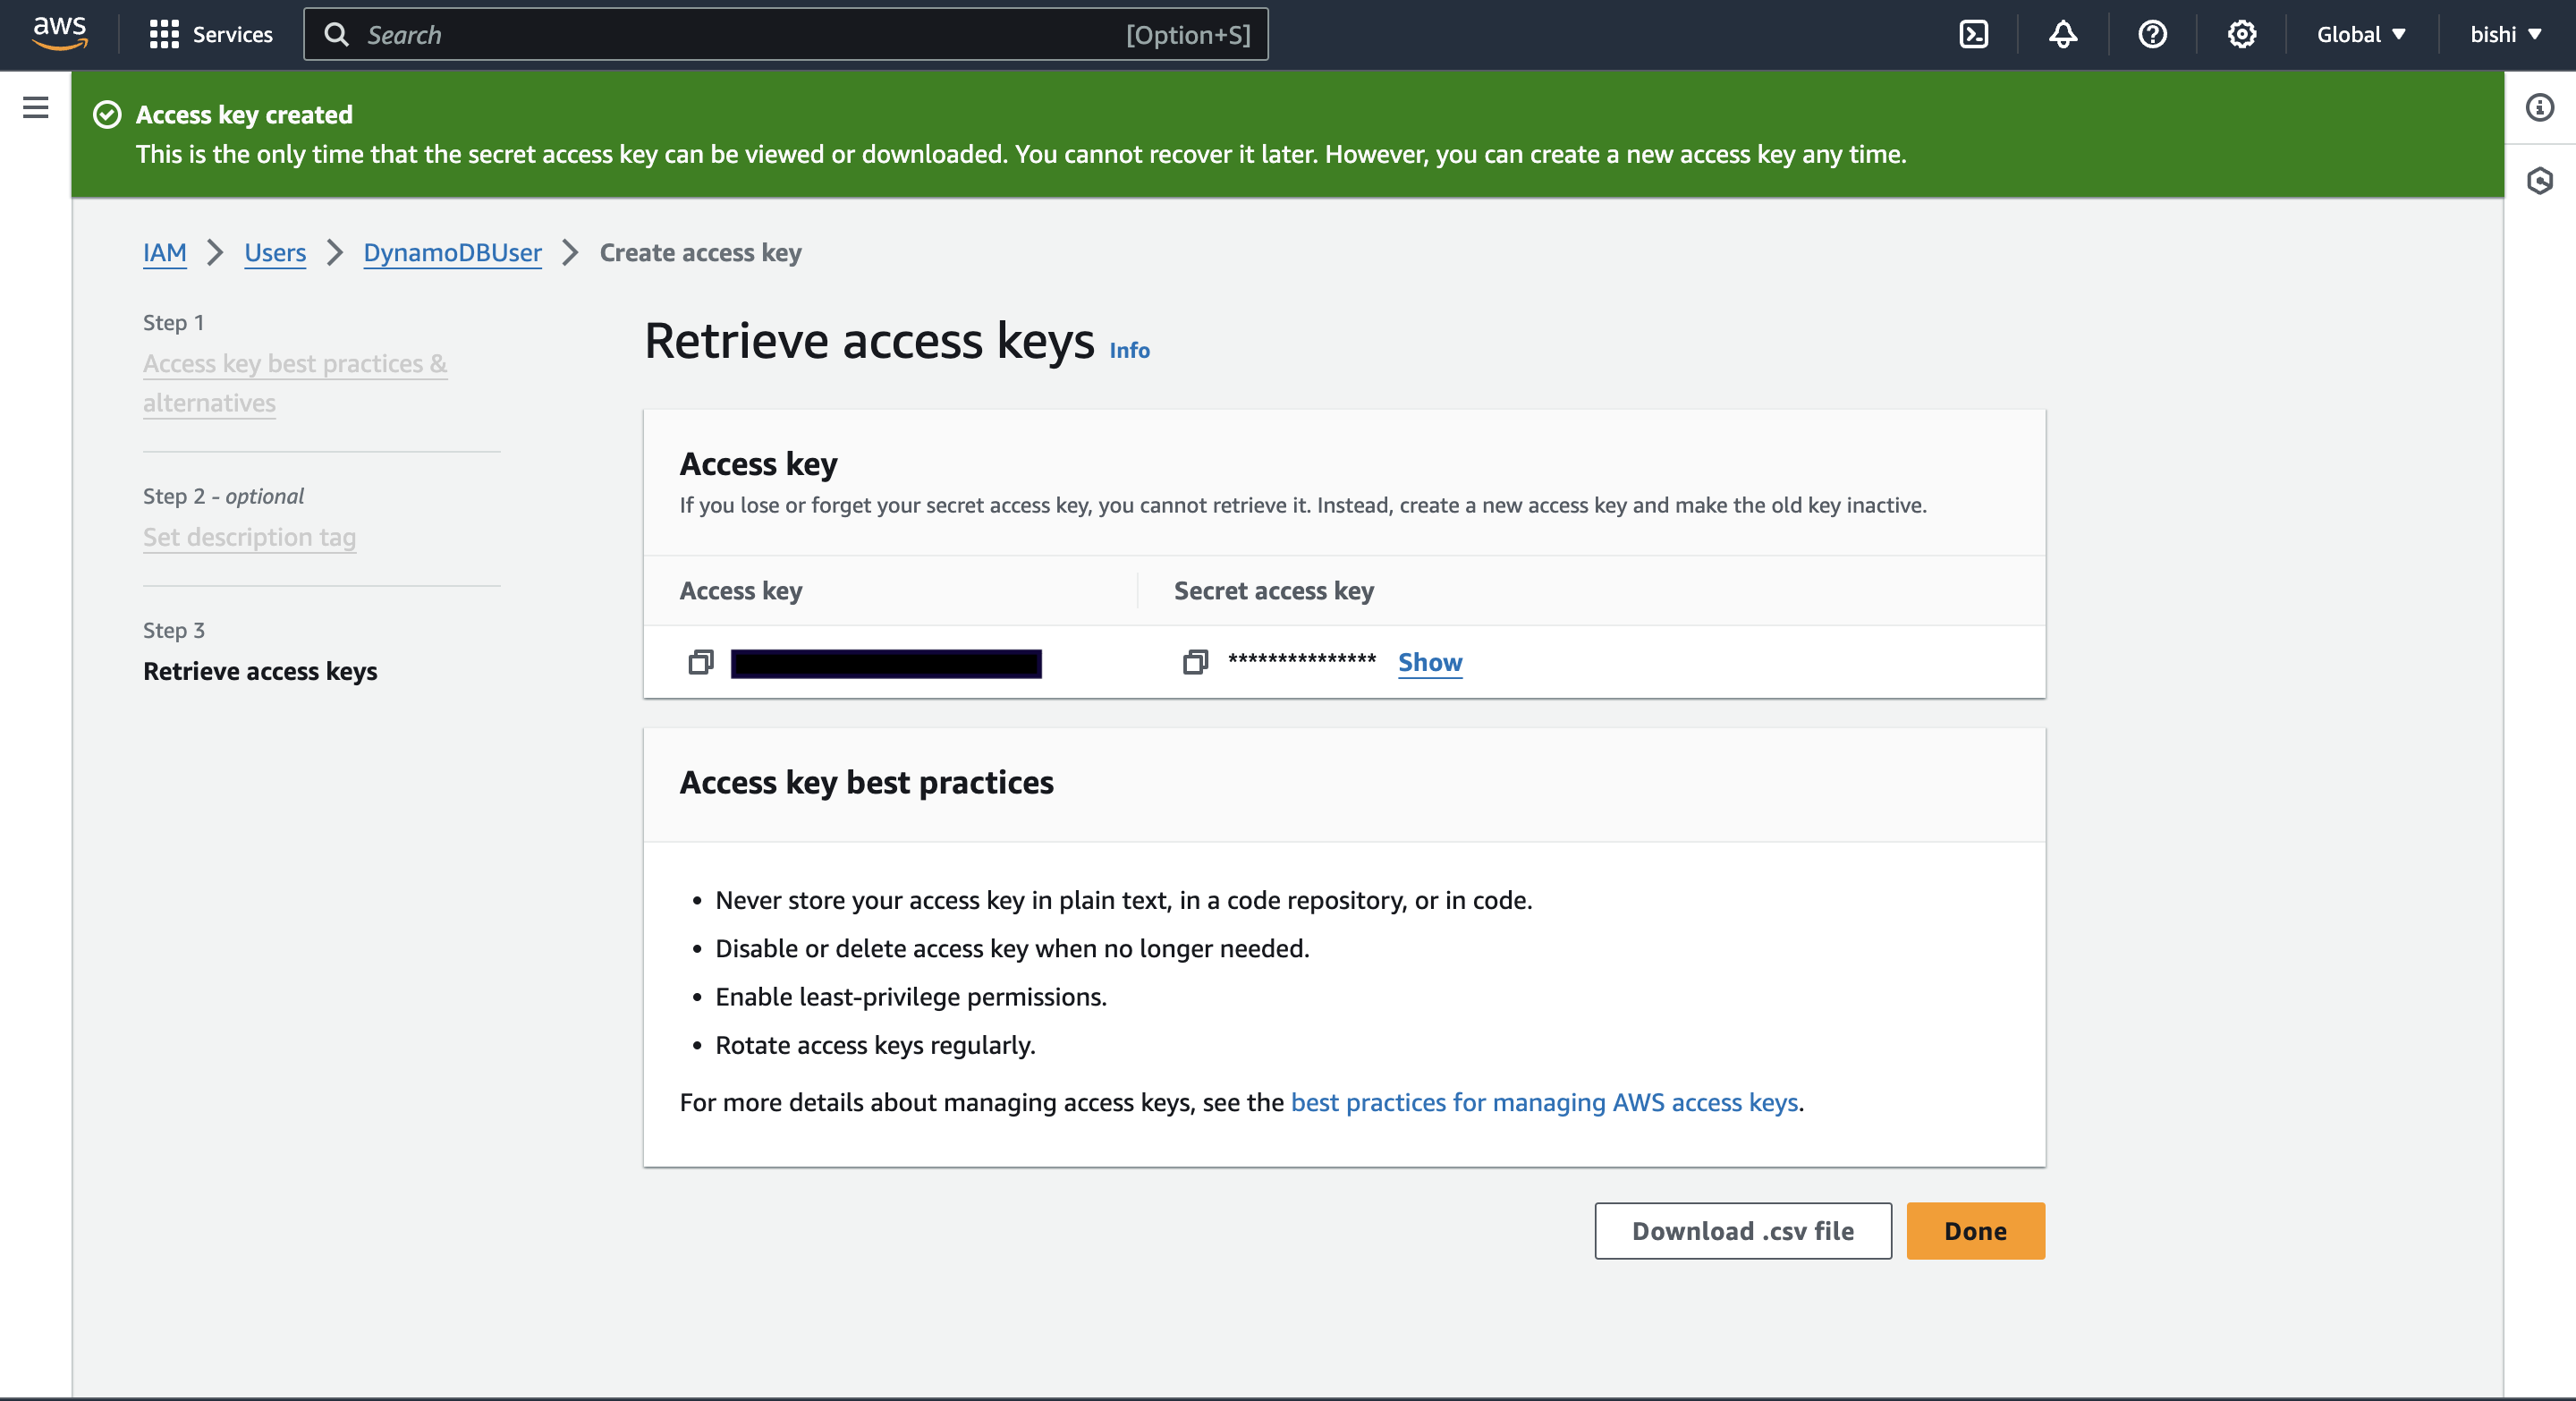 aws
Services
Search
[Option+S]
Global
bishi
Access key created
This is the only time that the secret access key can be viewed or downloaded. You cannot recover it later. However, you can create a new access key any time.
IAM
Users
DynamoDBUser
Create access key
Step 1
Access key best practices &
alternatives
Step 2 - optional
Set description tag
Step 3
Retrieve access keys
Retrieve access keys Info
Access key
If you lose or forget your secret access key, you cannot retrieve it. Instead, create a new access key and make the old key inactive.
Access key
Secret access key
*************** Show
Access key best practices
• Never store your access key in plain text, in a code repository, or in code.
• Disable or delete access key when no longer needed.
• Enable least-privilege permissions.
• Rotate access keys regularly.
For more details about managing access keys, see the best practices for managing AWS access keys.
Download .csv file
Done